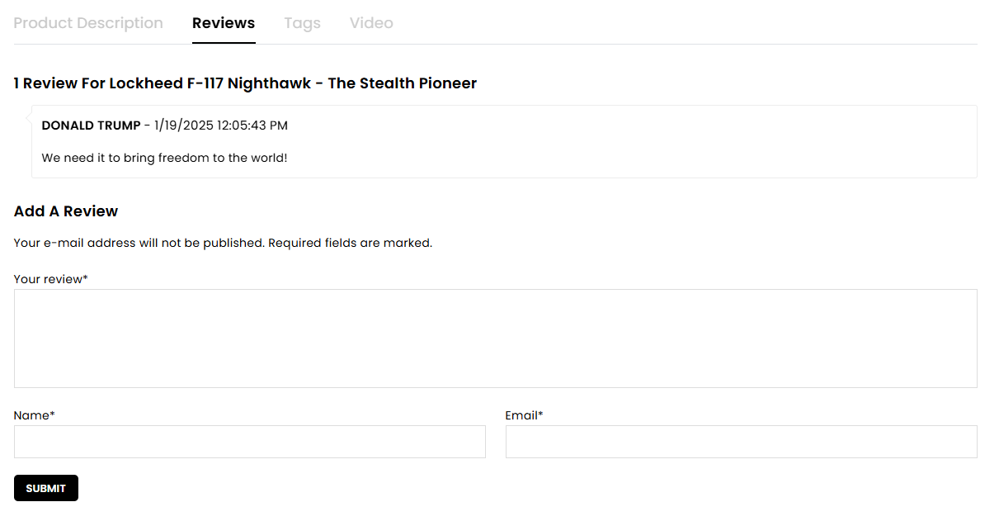 Product Description Reviews Tags Video
1 Review For Lockheed F-117 Nighthawk - The Stealth Pioneer
DONALD TRUMP - 1/19/2025 12:05:43 PM
We need it to bring freedom to the world!
Add A Review
Your e-mail address will not be published. Required fields are marked.
Your review*
Name* Email*
SUBMIT